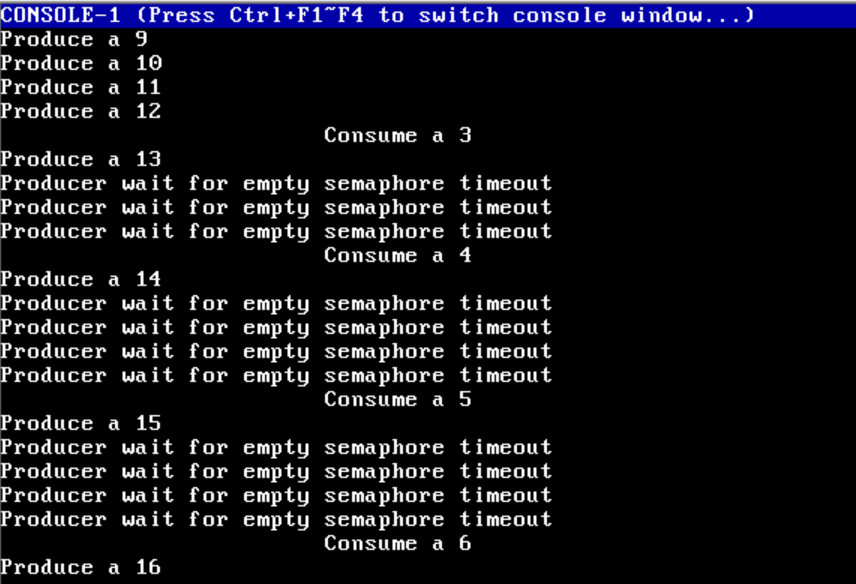 CONSOLE-1 (Press Ctrl+F1~F4 to switch console window...)
Produce a 9
Produce a 10
Produce a 11
Produce a 12
Consume a 3
Produce a 13
Producer wait for empty semaphore timeout
Producer wait for empty semaphore timeout
Producer wait for empty semaphore timeout
Consume a 4
Produce a 14
Producer wait for empty semaphore timeout
Producer wait for empty semaphore timeout
Producer wait for empty semaphore timeout
Producer wait for empty semaphore timeout
Consume a 5
Produce a 15
Producer wait for empty semaphore timeout
Producer wait for empty semaphore timeout
Producer wait for empty semaphore timeout
Producer wait for empty semaphore timeout
Consume a 6
Produce a 16